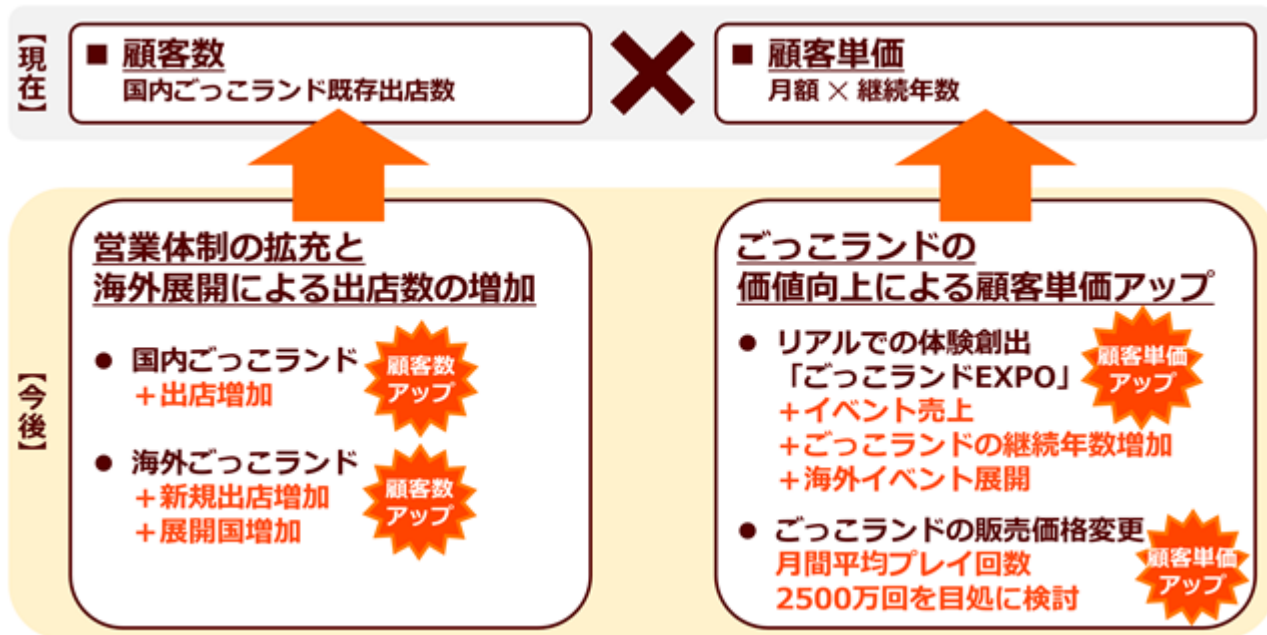 【現在】
■ 顧客数
国内ごっこランド既存出店数
■ 顧客単価
月額 × 継続年数
【今後】
営業体制の拡充と
海外展開による出店数の増加
● 国内ごっこランド
+出店増加
顧客数
アップ
● 海外ごっこランド
+新規出店増加
+展開国増加
顧客数
アップ
ごっこランドの
価値向上による顧客単価アップ
● リアルでの体験創出
「ごっこランドEXPO」
+イベント売上
+ごっこランドの継続年数増加
+海外イベント展開
顧客単価
アップ
● ごっこランドの販売価格変更
月間平均プレイ回数
2500万回を目処に検討
顧客単価
アップ